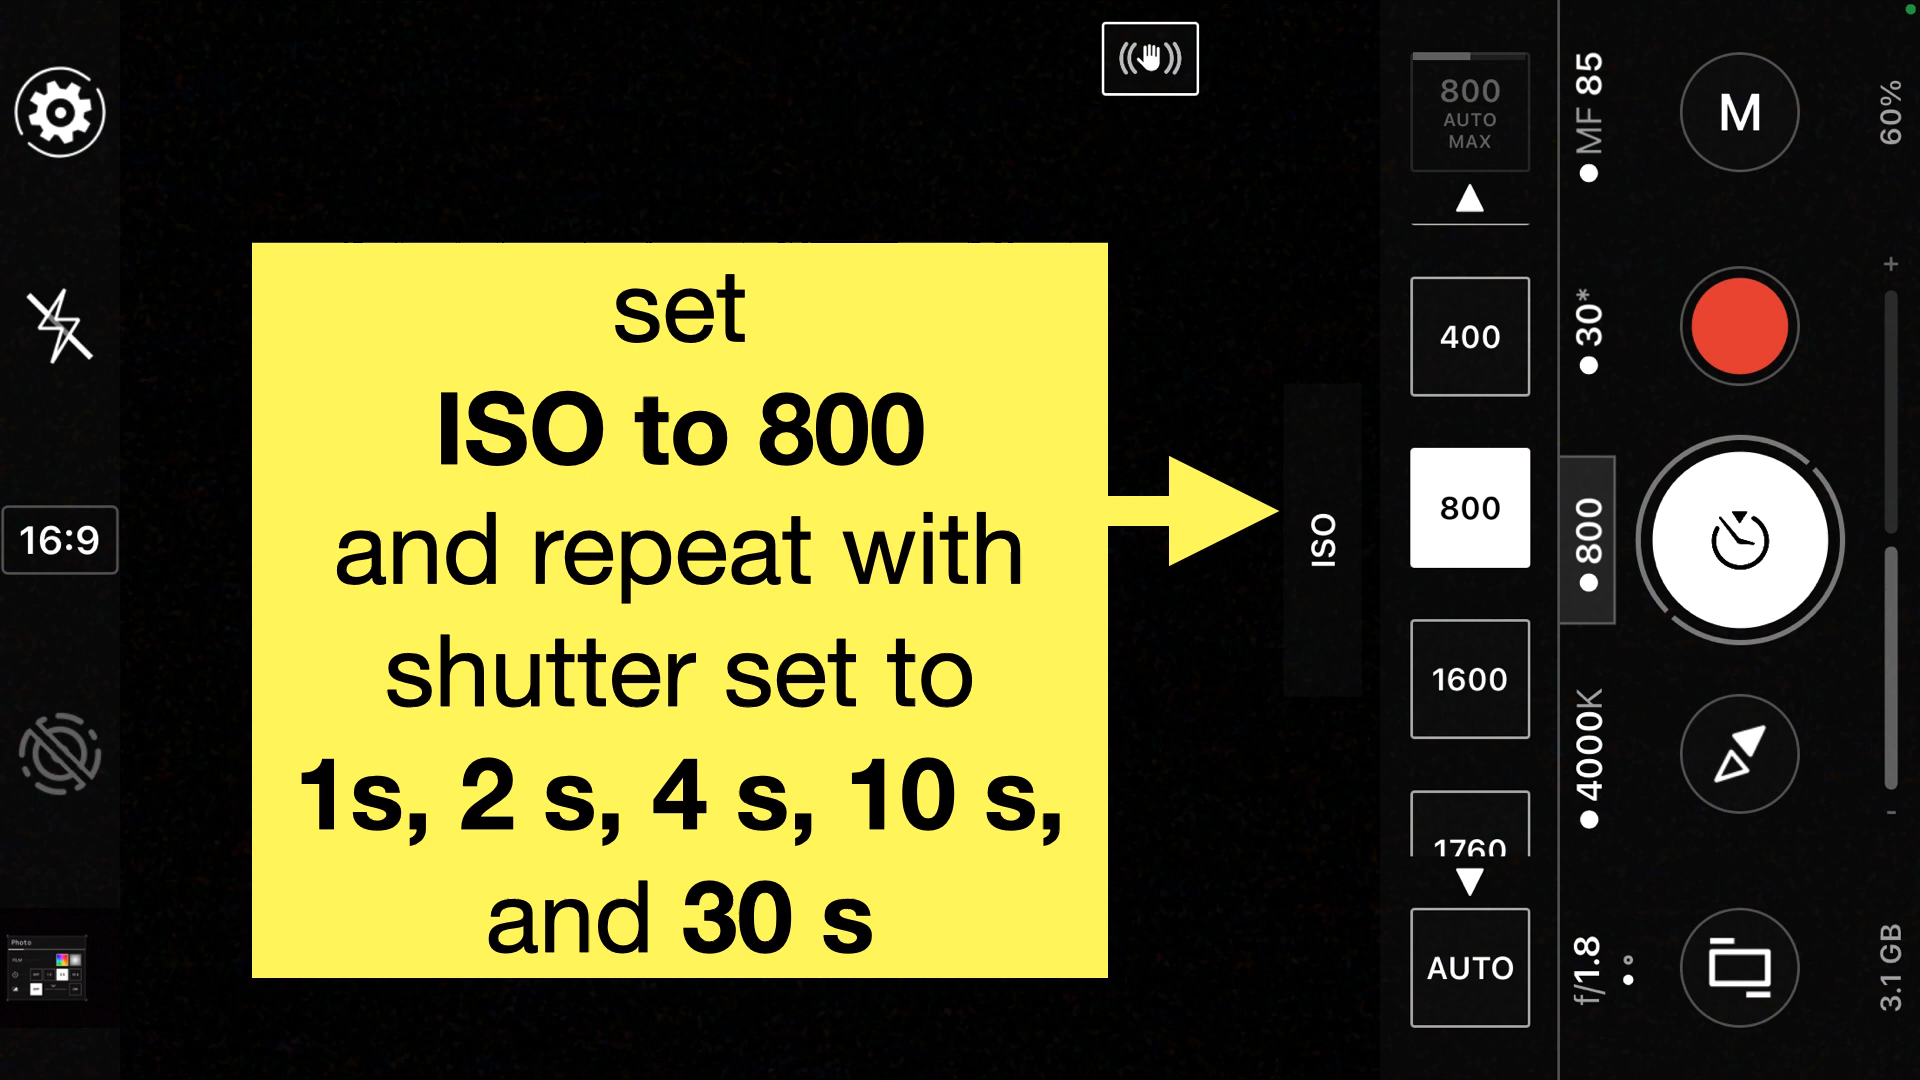 set
ISO to 800
and repeat with
shutter set to
1s, 2 s, 4 s, 10 s,
and 30 s
16:9
Photo
ISO
800
AUTO
MAX
400
800
1600
1760
AUTO
MF 85
30*
800
4000K
f/1.8
M
60%
+
-
3.1 GB